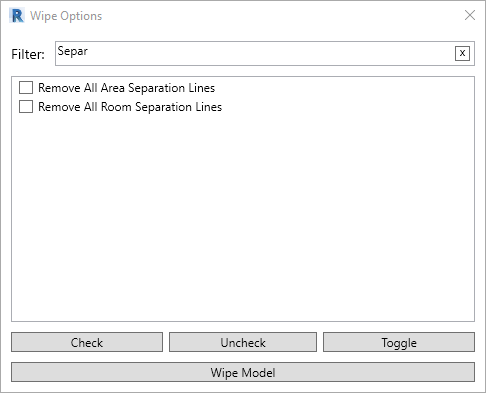 R Wipe Options
Filter: Separ x
Remove All Area Separation Lines
Remove All Room Separation Lines
Check Uncheck Toggle
Wipe Model